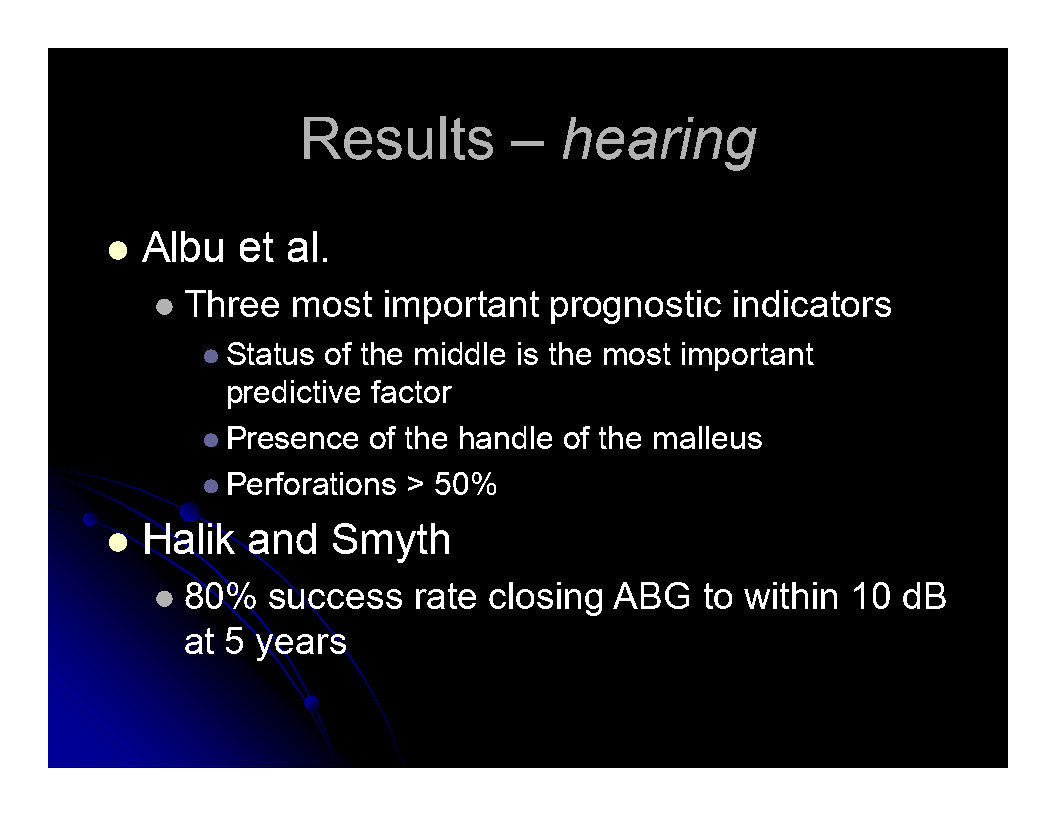 Results – hearing
Albu et al.
Three most important prognostic indicators
Status of the middle is the most important
predictive factor
Presence of the handle of the malleus
Perforations > 50%
Halik and Smyth
80% success rate closing ABG to within 10 dB
at 5 years